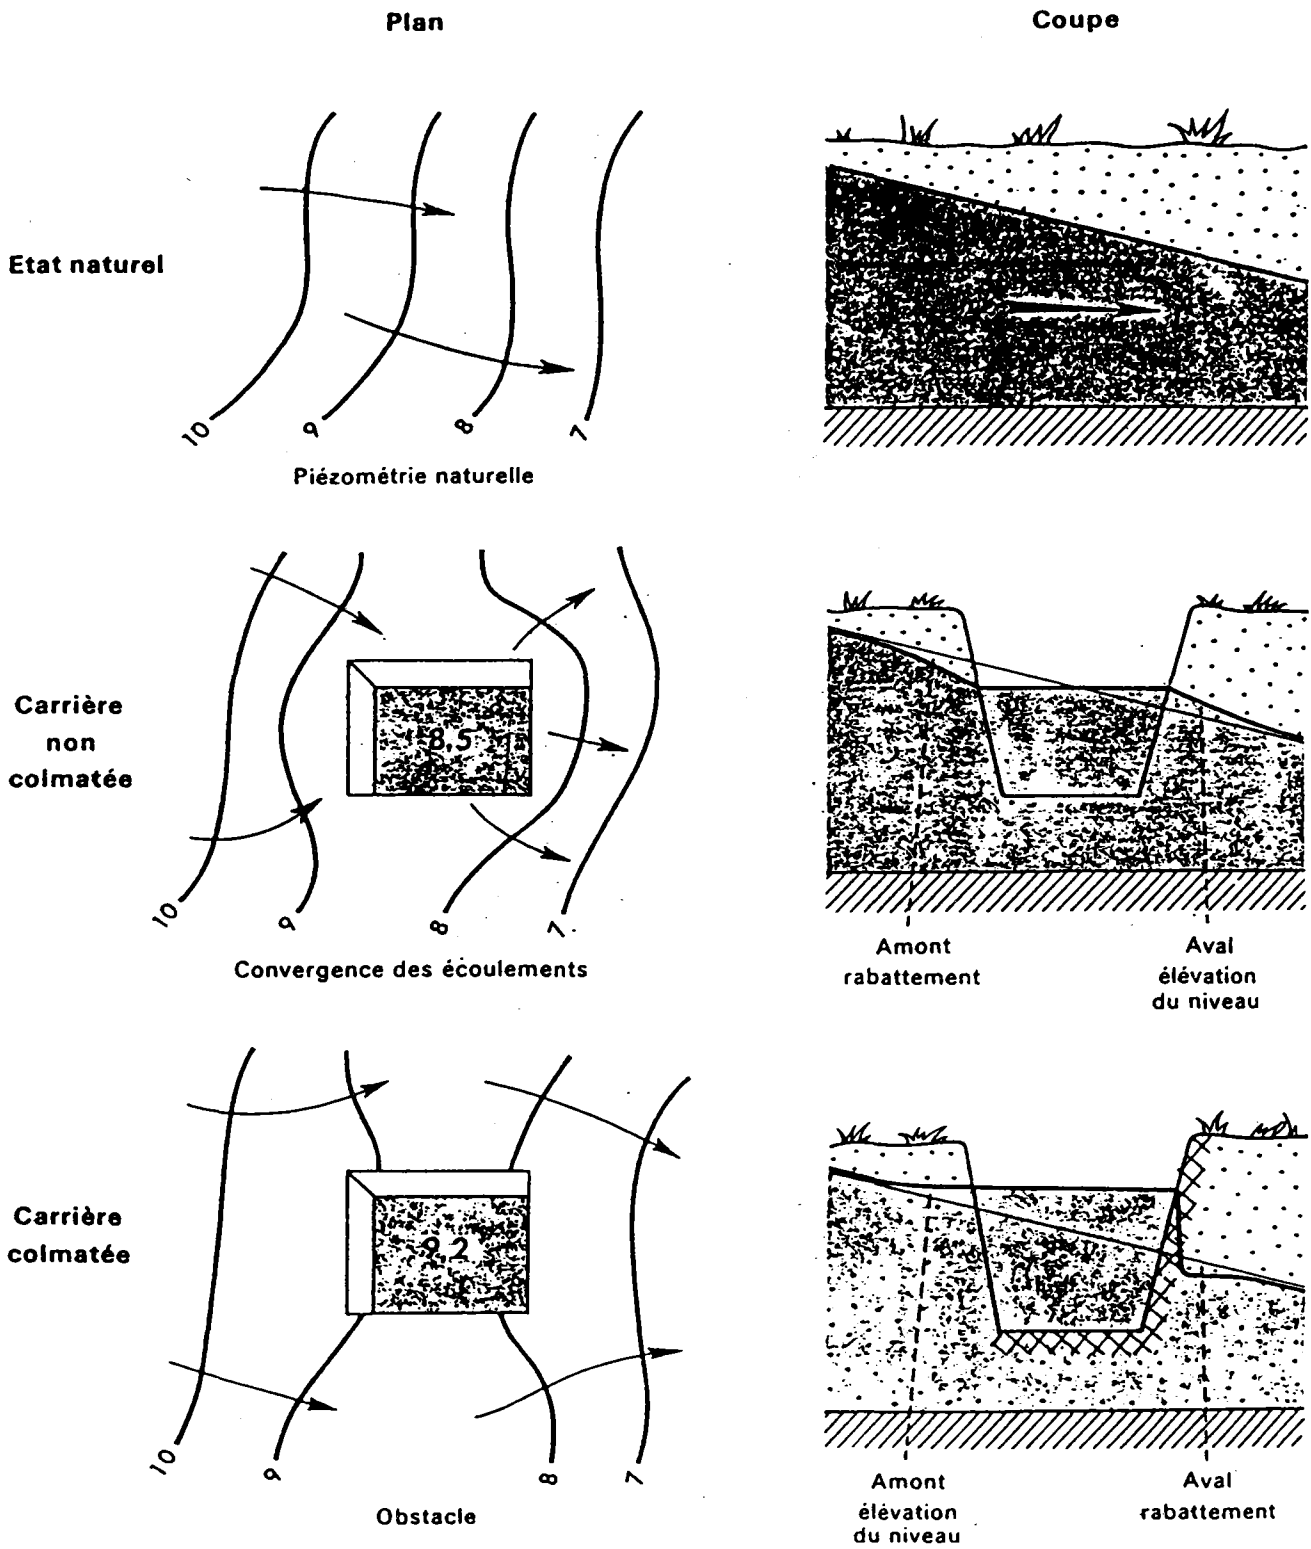 Plan
Coupe
Etat naturel
10
9
8
7
Piézométrie naturelle
Carrière
non
colmatée
8,5
10
9
8
7
Convergence des écoulements
Amont
rabattement
Aval
élévation
du niveau
Carrière
colmatée
9,2
10
9
8
7
Obstacle
Amont
élévation
du niveau
Aval
rabattement